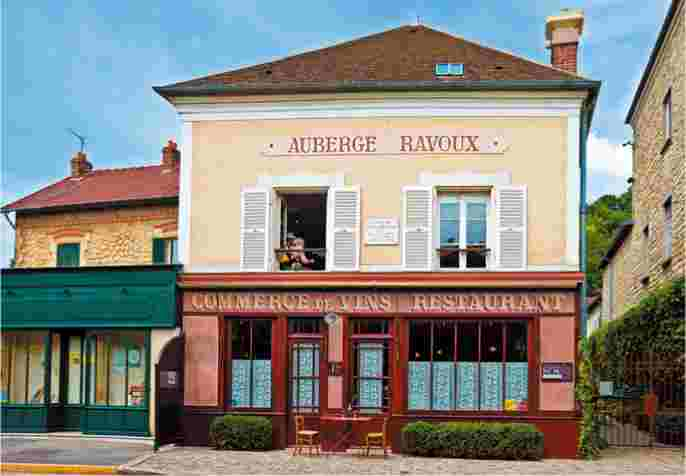 AUBERGE RAVOUX
COMMERCE DE VINS RESTAURANT